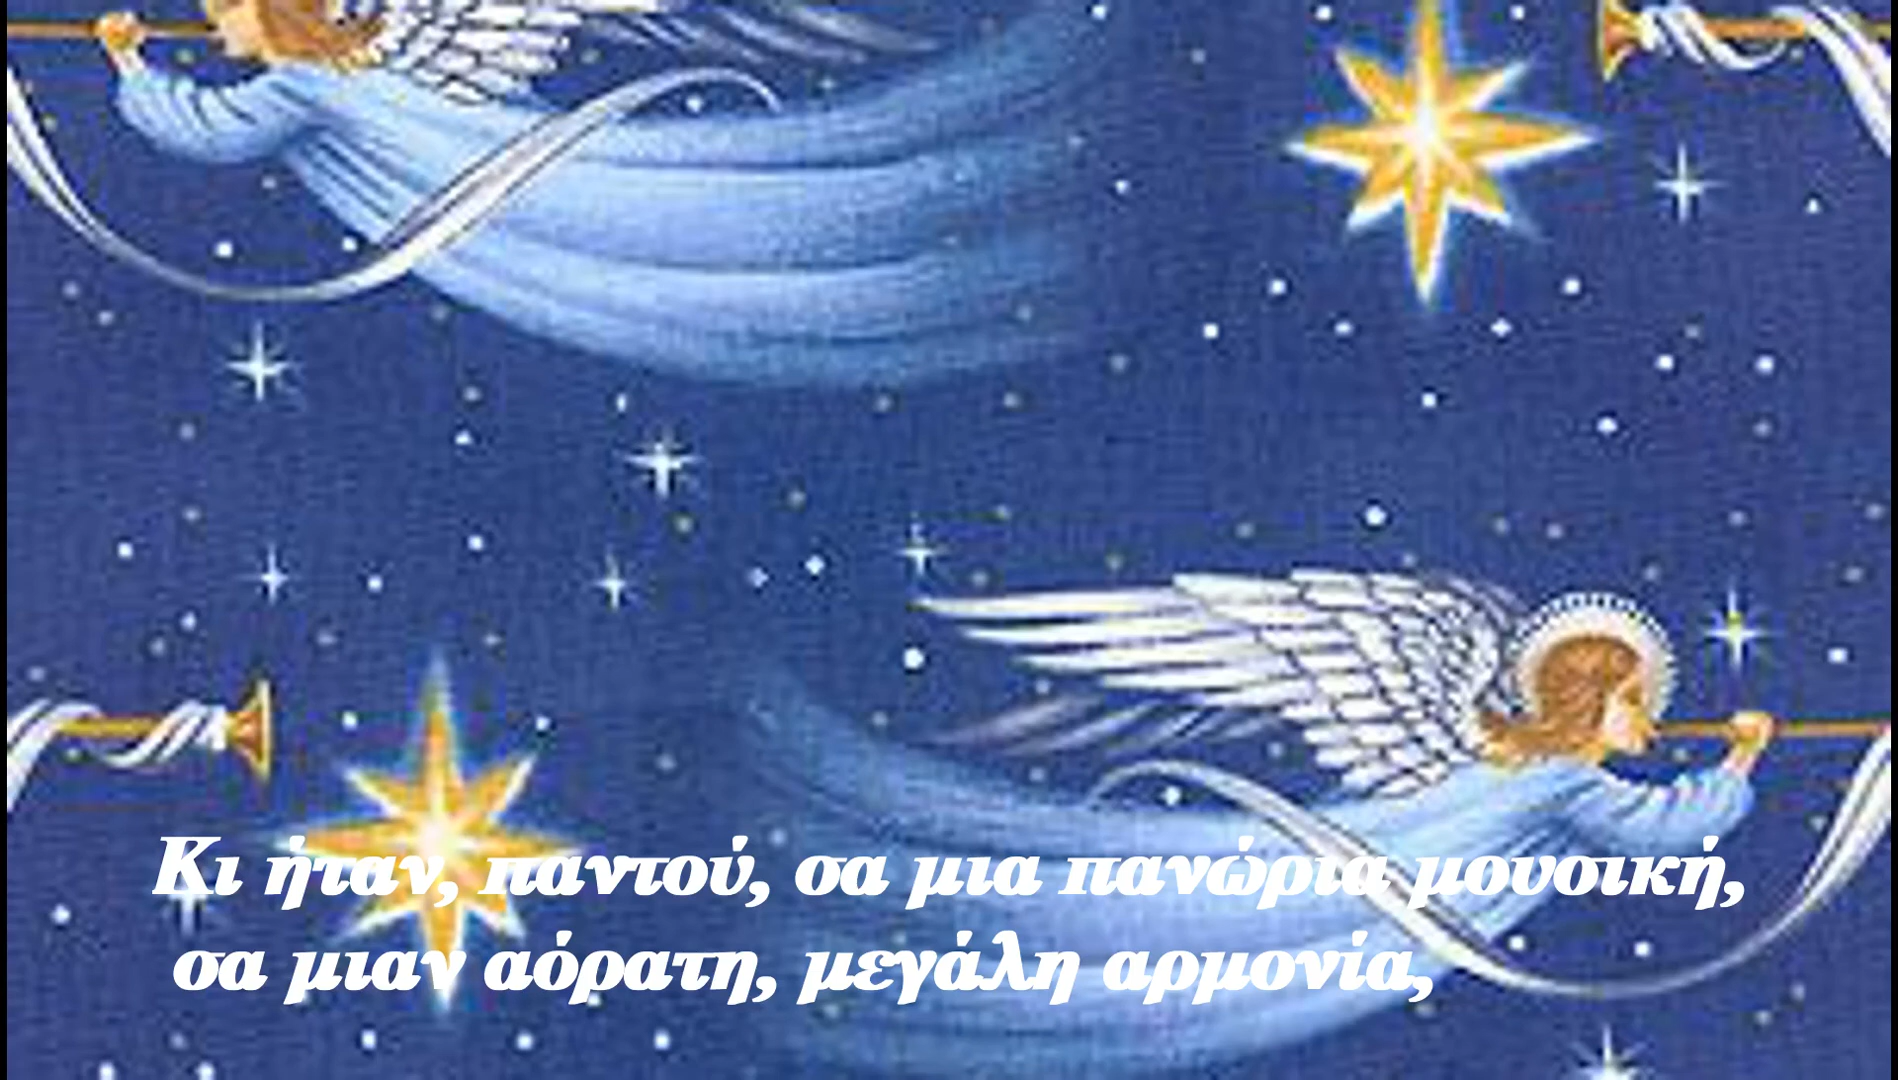 Κι ήταν, παντού, σα μια πανώρια μουσική,
σα μιαν αόρατη, μεγάλη αρμονία,